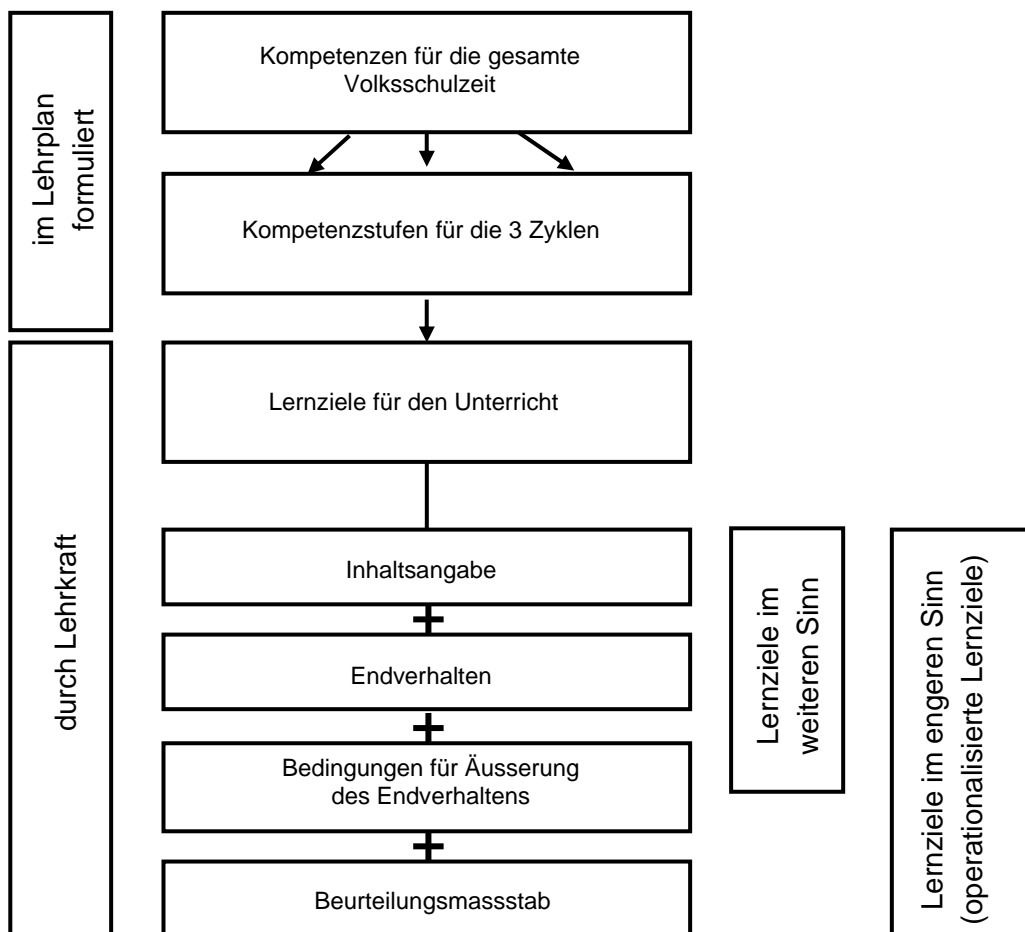 im Lehrplan
formuliert
Kompetenzen für die gesamte
Volksschulzeit
Kompetenzstufen für die 3 Zyklen
durch Lehrkraft
Lernziele für den Unterricht
Inhaltsangabe
Endverhalten
Bedingungen für Äusserung
des Endverhaltens
Beurteilungsmassstab
Lernziele im
weiteren Sinn
Lernziele im engeren Sinn
(operationalisierte Lernziele)